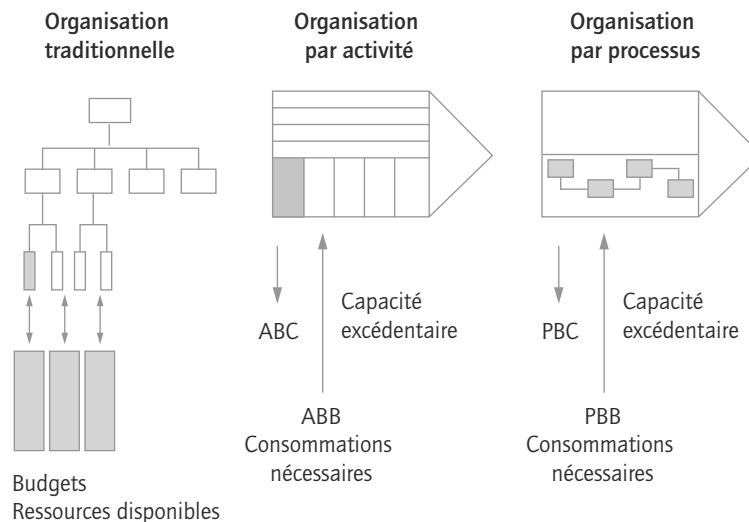 Organisation
traditionnelle
Organisation
par activité
Organisation
par processus
ABC
Capacité
excédentaire
PBC
Capacité
excédentaire
ABB
Consommations
nécessaires
PBB
Consommations
nécessaires
Budgets
Ressources disponibles